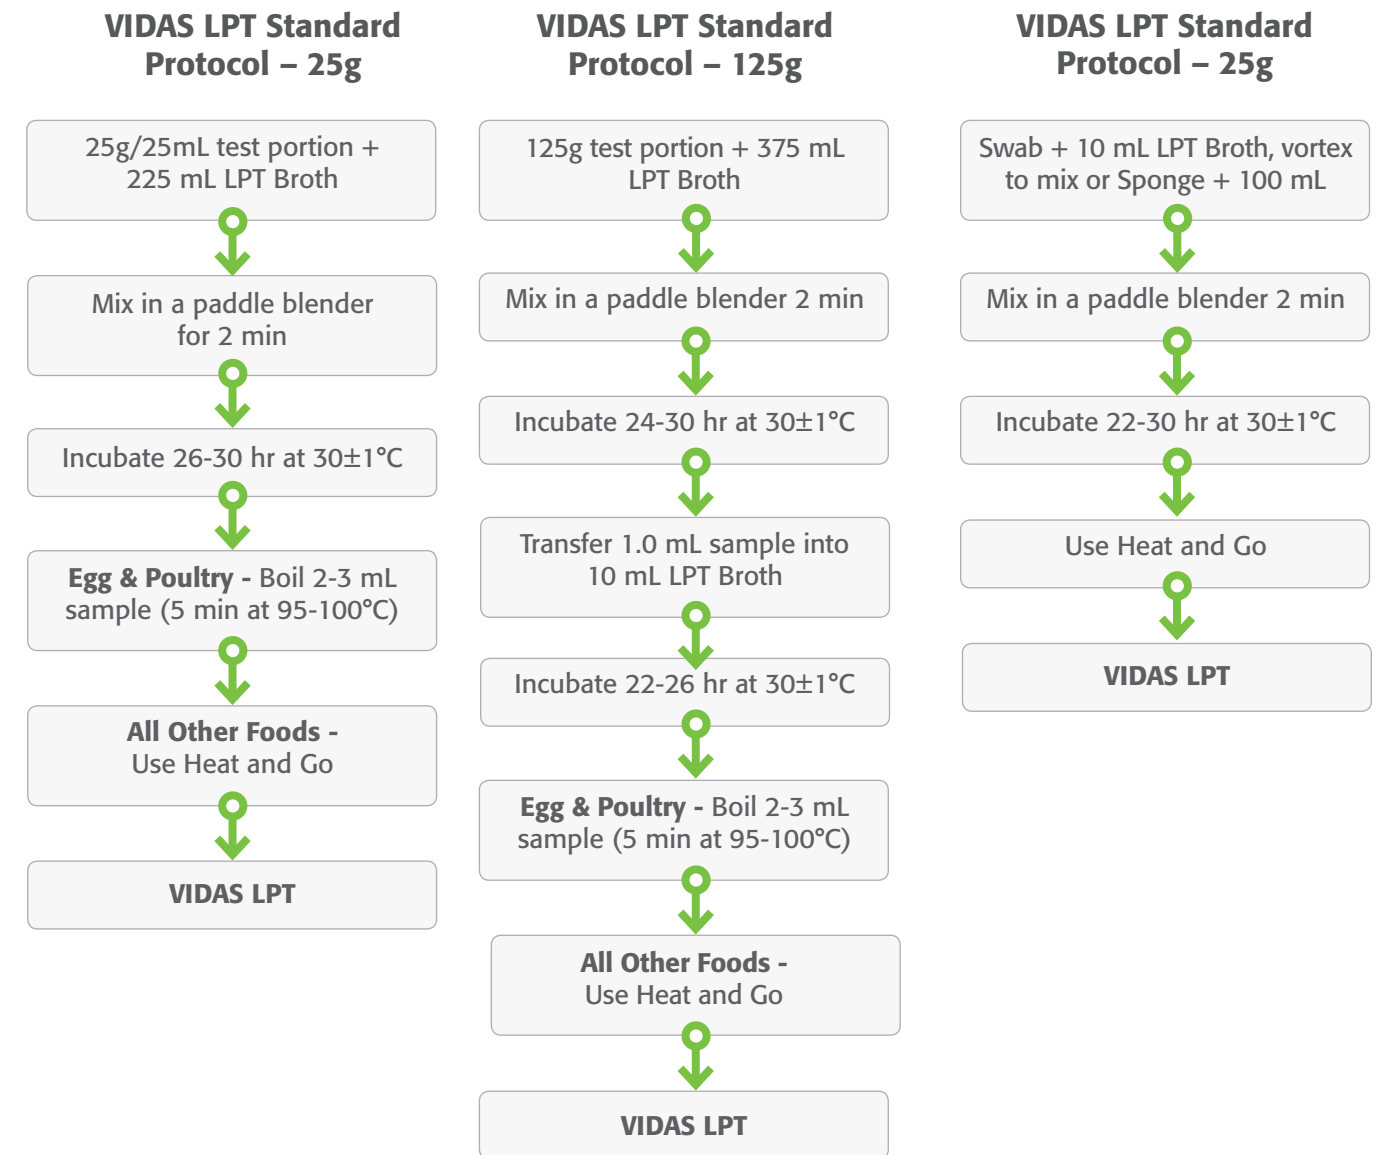 VIDAS LPT Standard
Protocol – 25g
25g/25mL test portion +
225 mL LPT Broth
Mix in a paddle blender
for 2 min
Incubate 26-30 hr at 30±1°C
Egg & Poultry - Boil 2-3 mL
sample (5 min at 95-100°C)
All Other Foods -
Use Heat and Go
VIDAS LPT
VIDAS LPT Standard
Protocol – 125g
125g test portion + 375 mL
LPT Broth
Mix in a paddle blender 2 min
Incubate 24-30 hr at 30±1°C
Transfer 1.0 mL sample into
10 mL LPT Broth
Incubate 22-26 hr at 30±1°C
Egg & Poultry - Boil 2-3 mL
sample (5 min at 95-100°C)
All Other Foods -
Use Heat and Go
VIDAS LPT
VIDAS LPT Standard
Protocol – 25g
Swab + 10 mL LPT Broth, vortex
to mix or Sponge + 100 mL
Mix in a paddle blender 2 min
Incubate 22-30 hr at 30±1°C
Use Heat and Go
VIDAS LPT